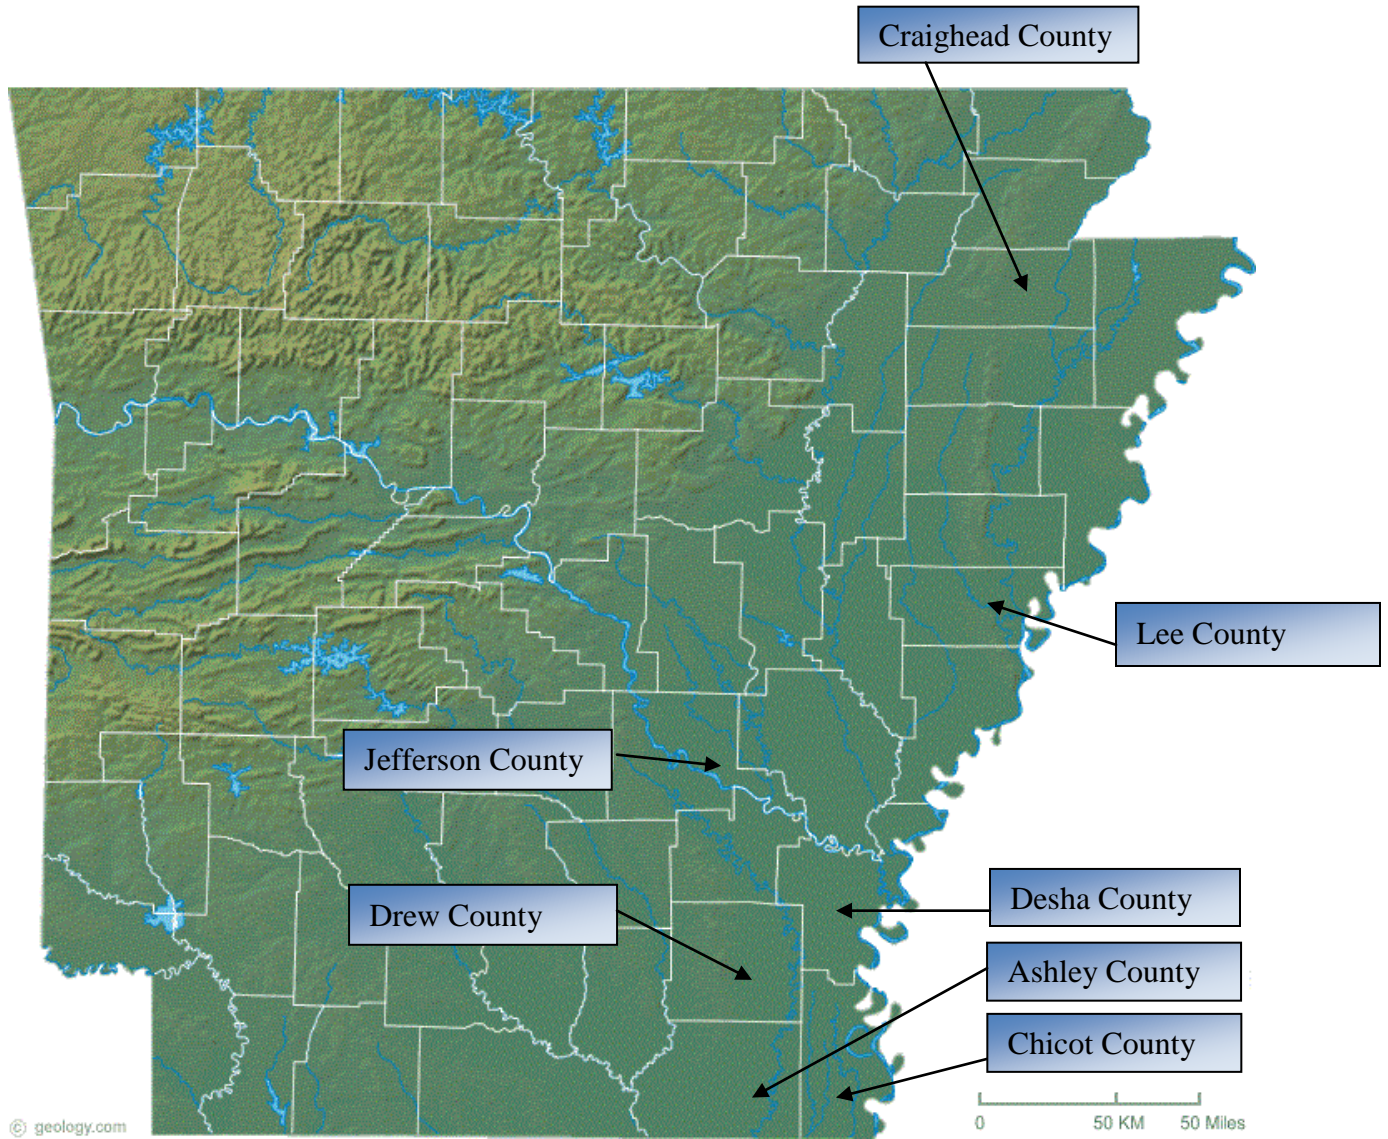 Craighead County
Lee County
Jefferson County
Drew County
Desha County
Ashley County
Chicot County
0 50 KM 50 Miles
© geology.com